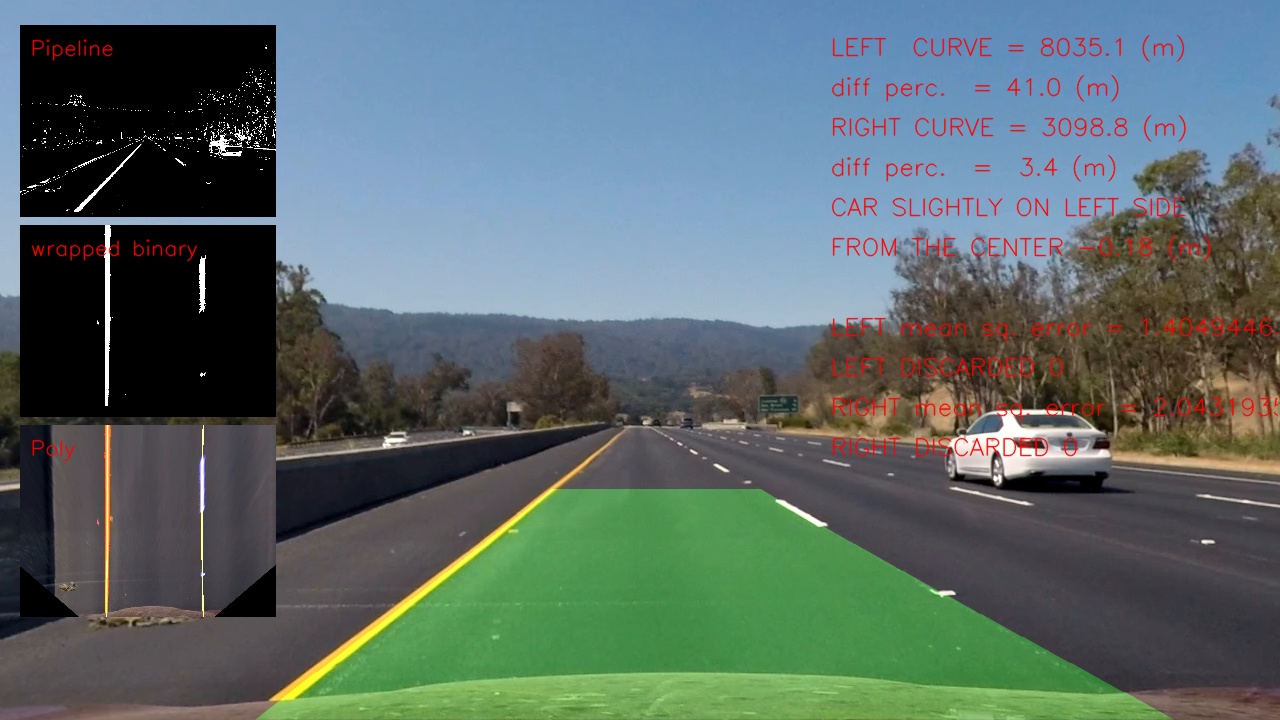 Pipeline
wrapped binary
Poly
LEFT CURVE = 8035.1 (m)
diff perc. = 41.0 (m)
RIGHT CURVE = 3098.8 (m)
diff perc. = 3.4 (m)
CAR SLIGHTLY ON LEFT SIDE
FROM THE CENTER -0.18 (m)
LEFT mean sq. error = 1.4049446
LEFT DISCARDED 0
RIGHT mean sq. error = 2.0431935
RIGHT DISCARDED 0